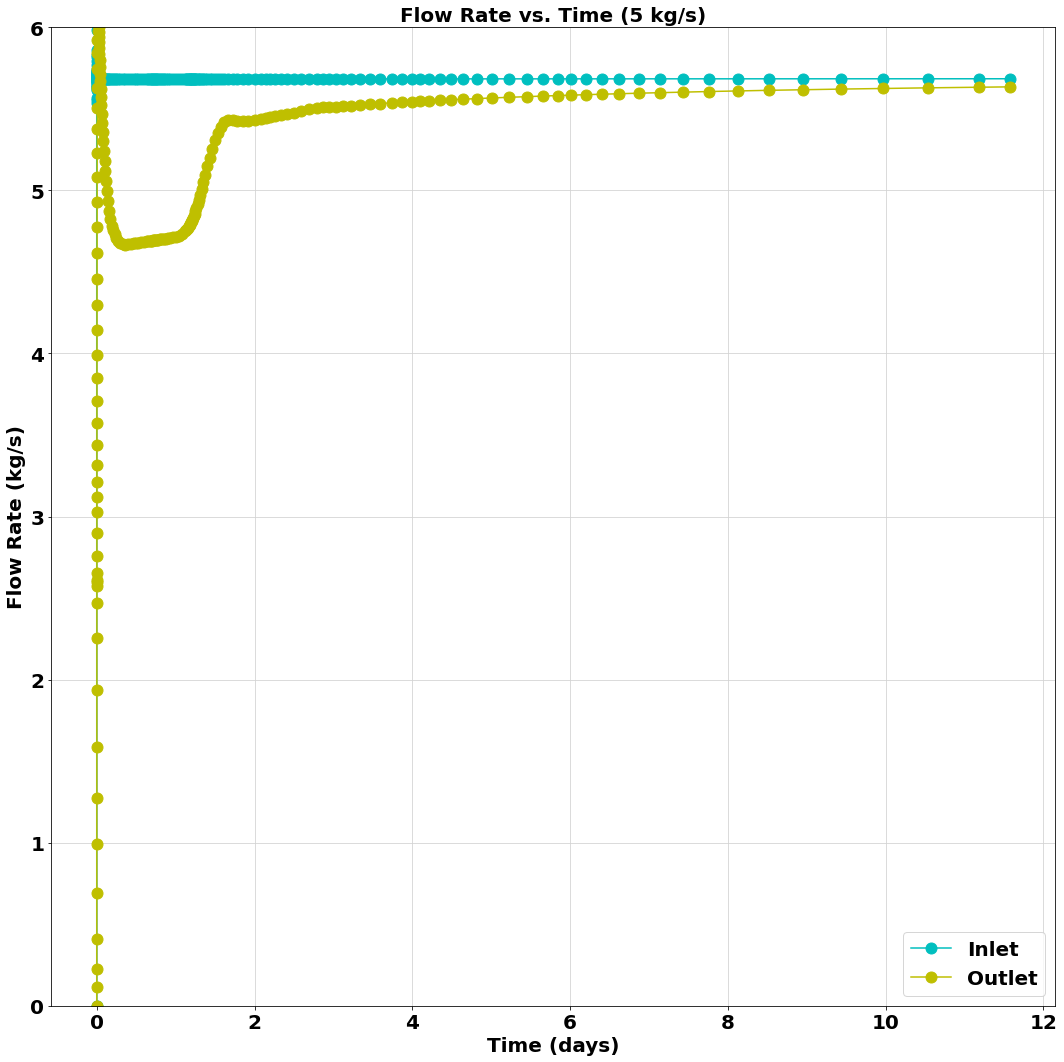 Flow Rate vs. Time (5 kg/s)
6
5
4
3
2
1
0
Flow Rate (kg/s)
0 2 4 6 8 10 12
Time (days)
Inlet
Outlet